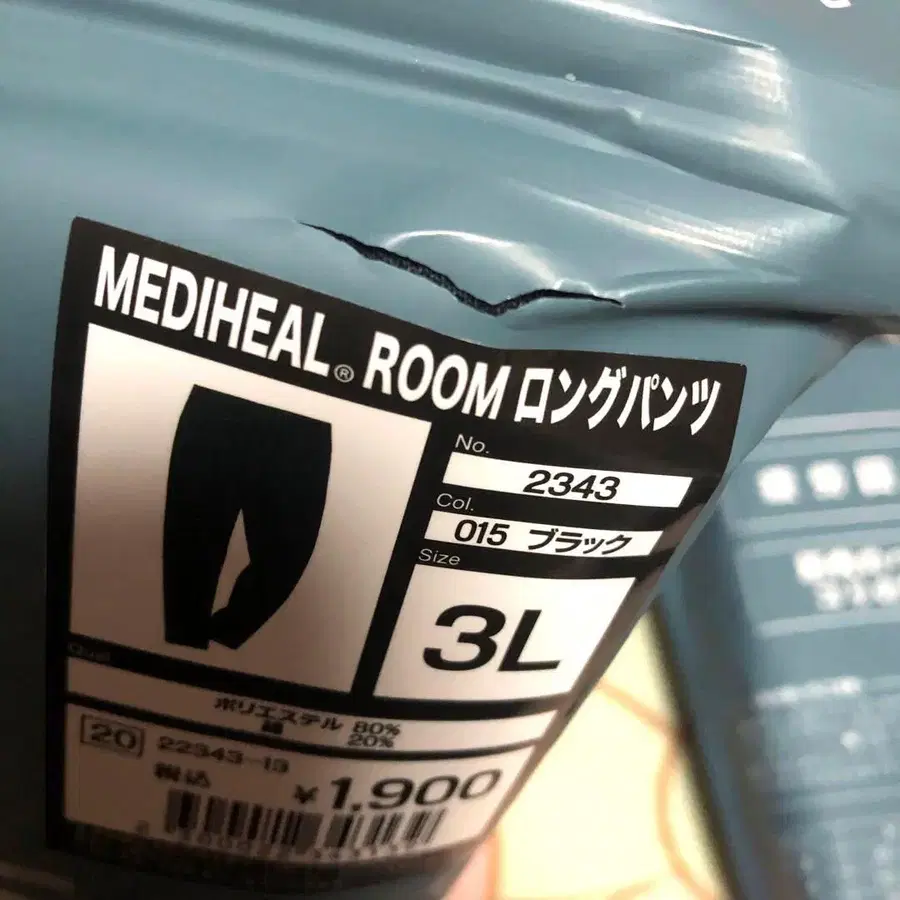 MEDIHEAL® ROOM ロングパンツ
No.
2343
Col.
015 ブラック
Size
3L
Qual.
ポリエステル 80%
綿 20%
20 22343-13
税込
¥1,900